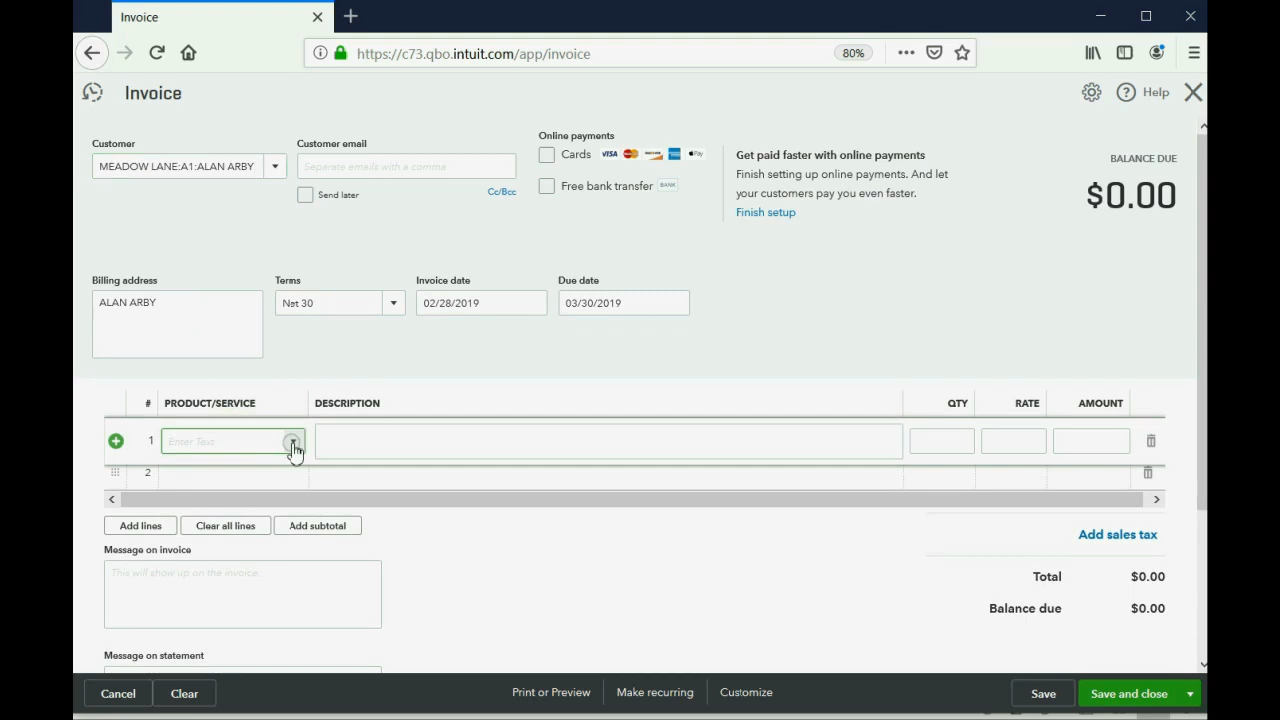 Invoice
https://c73.qbo.intuit.com/app/invoice
80%
Invoice
Help
Customer
MEADOW LANE:A1:ALAN ARBY
Customer email
Separate emails with a comma
Send later
Cc/Bcc
Online payments
Cards VISA
Free bank transfer BANK
Get paid faster with online payments
Finish setting up online payments. And let
your customers pay you even faster.
Finish setup
BALANCE DUE
$0.00
Billing address
ALAN ARBY
Terms
Net 30
Invoice date
02/28/2019
Due date
03/30/2019
# PRODUCT/SERVICE DESCRIPTION QTY RATE AMOUNT
1 Enter Text
2
Add lines Clear all lines Add subtotal
Message on invoice
This will show up on the invoice.
Add sales tax
Total $0.00
Balance due $0.00
Message on statement
Cancel Clear Print or Preview Make recurring Customize Save Save and close